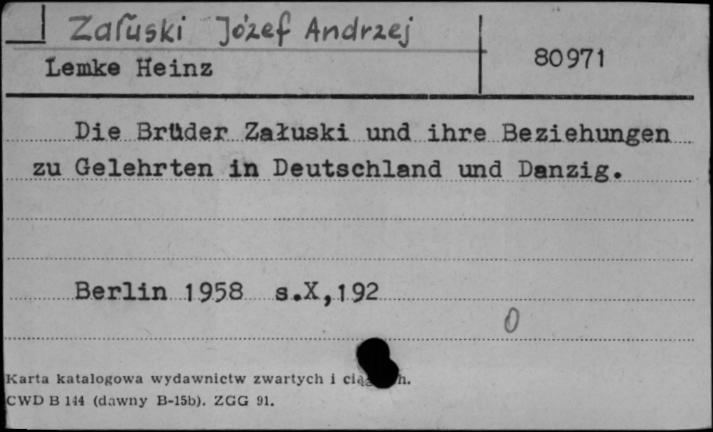 Załuski Józef Andrzej
Lemke Heinz
80971
Die Brüder Załuski und ihre Beziehungen
zu Gelehrten in Deutschland und Danzig.
Berlin 1958 s.X,192
0
Karta katalogowa wydawnictw zwartych i
CWD B 144 (dawny B-15b). ZGG 91.